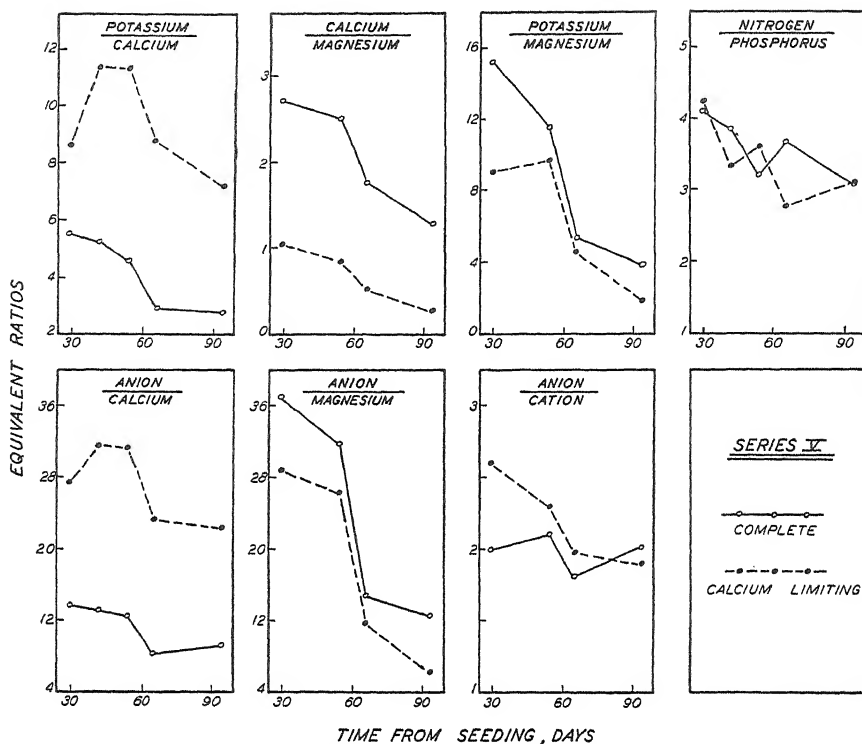 POTASSIUM
CALCIUM
12
10
8
6
4
2
30
60
90
CALCIUM
MAGNESIUM
3
2
1
0
30
60
90
POTASSIUM
MAGNESIUM
16
12
8
4
0
30
60
90
NITROGEN
PHOSPHORUS
5
4
3
2
1
30
60
90
EQUIVALENT RATIOS
ANION
CALCIUM
36
28
20
12
4
30
60
90
ANION
MAGNESIUM
36
28
20
12
4
30
60
90
ANION
CATION
3
2
1
30
60
90
SERIES V
COMPLETE
CALCIUM LIMITING
TIME FROM SEEDING, DAYS